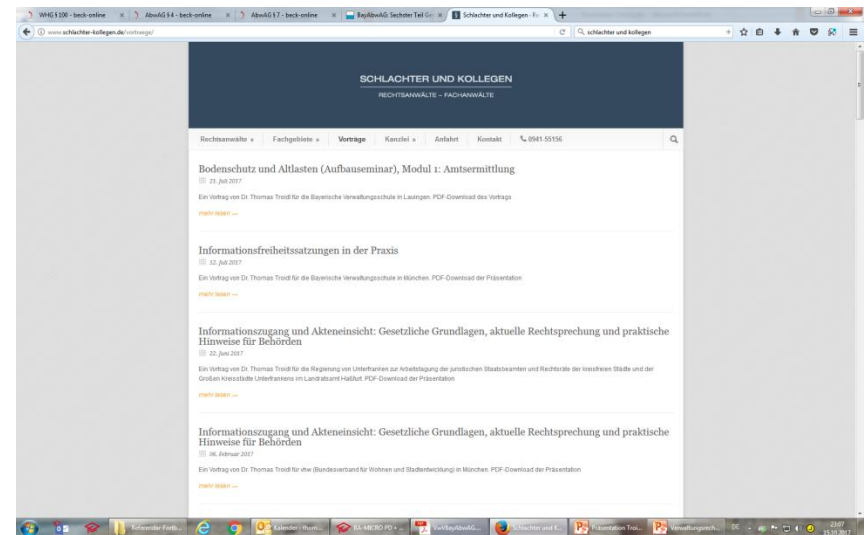 WHG § 100 - beck-online
AbwAG § 4 - beck-online
AbwAG § 7 - beck-online
BayAbwAG: Sechster Teil Ge
Schlachter und Kollegen - Re
www.schlachter-kollegen.de/vortraege/
schlachter und kollegen
SCHLACHTER UND KOLLEGEN
RECHTSANWÄLTE – FACHANWÄLTE
Rechtsanwälte »
Fachgebiete »
Vorträge
Kanzlei »
Anfahrt
Kontakt
0941-55156
Bodenschutz und Altlasten (Aufbauseminar), Modul 1: Amtsermittlung
21. Juli 2017
Ein Vortrag von Dr. Thomas Troidl für die Bayerische Verwaltungsschule in Lauingen. PDF-Download des Vortrags
mehr lesen →
Informationsfreiheitssatzungen in der Praxis
12. Juli 2017
Ein Vortrag von Dr. Thomas Troidl für die Bayerische Verwaltungsschule in München. PDF-Download der Präsentation
mehr lesen →
Informationszugang und Akteneinsicht: Gesetzliche Grundlagen, aktuelle Rechtsprechung und praktische
Hinweise für Behörden
22. Juni 2017
Ein Vortrag von Dr. Thomas Troidl für die Regierung von Unterfranken zur Arbeitstagung der juristischen Staatsbeamten und Rechtsräte der kreisfreien Städte und der
Großen Kreisstädte Unterfrankens im Landratsamt Haßfurt. PDF-Download der Präsentation
mehr lesen →
Informationszugang und Akteneinsicht: Gesetzliche Grundlagen, aktuelle Rechtsprechung und praktische
Hinweise für Behörden
06. Februar 2017
Ein Vortrag von Dr. Thomas Troidl für vhw (Bundesverband für Wohnen und Stadtentwicklung) in München. PDF-Download der Präsentation
mehr lesen →
Referendar-Fortb...
Kalender - thom...
RA-MICRO PD + ...
VwVBayAbwAG...
Schlachter und K...
Präsentation Troi...
Verwaltungsrech...
DE
23:07
15.10.2017